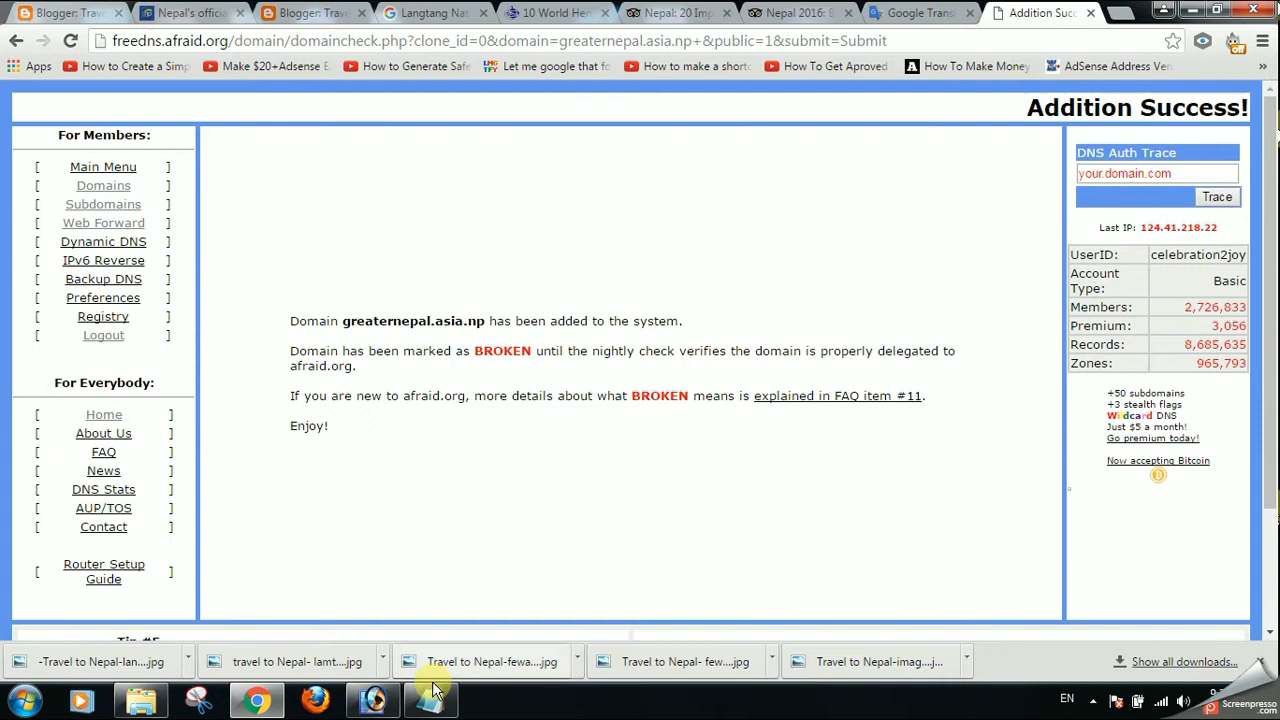 Blogger: Trave
Nepal's officia
Blogger: Trave
Langtang Nat
10 World Her
Nepal: 20 Imp
Nepal 2016: B
Google Trans
Addition Succ
freedns.afraid.org/domain/domaincheck.php?clone_id=0&domain=greaternepal.asia.np+&public=1&submit=Submit
Apps
How to Create a Simp
Make $20+Adsense E
How to Generate Safe
LMG TFY
Let me google that fo
How to make a shorto
How To Get Aproved
A
How To Make Money
AdSense Address Veri
Addition Success!
For Members:
[ Main Menu ]
[ Domains ]
[ Subdomains ]
[ Web Forward ]
[ Dynamic DNS ]
[ IPv6 Reverse ]
[ Backup DNS ]
[ Preferences ]
[ Registry ]
[ Logout ]
For Everybody:
[ Home ]
[ About Us ]
[ FAQ ]
[ News ]
[ DNS Stats ]
[ AUP/TOS ]
[ Contact ]
[ Router Setup
Guide ]
Domain greaternepal.asia.np has been added to the system.
Domain has been marked as BROKEN until the nightly check verifies the domain is properly delegated to
afraid.org.
If you are new to afraid.org, more details about what BROKEN means is explained in FAQ item #11.
Enjoy!
DNS Auth Trace
your.domain.com
Trace
Last IP: 124.41.218.22
UserID: celebration2joy
Account
Type: Basic
Members: 2,726,833
Premium: 3,056
Records: 8,685,635
Zones: 965,793
+50 subdomains
+3 stealth flags
Wildcard DNS
Just $5 a month!
Go premium today!
Now accepting Bitcoin
Tip #5
-Travel to Nepal-lan....jpg
travel to Nepal- lamt....jpg
Travel to Nepal-fewa....jpg
Travel to Nepal- few....jpg
Travel to Nepal-imag....jpg
Show all downloads...
EN
Screenpresso
.com